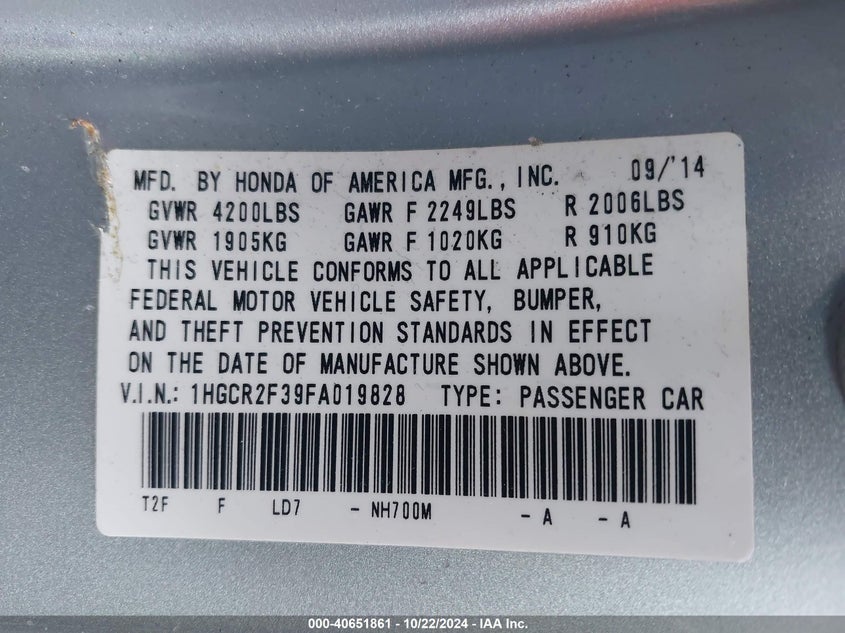 MFD. BY HONDA OF AMERICA MFG., INC. 09/'14
GVWR 4200LBS GAWR F 2249LBS R 2006LBS
GVWR 1905KG GAWR F 1020KG R 910KG
THIS VEHICLE CONFORMS TO ALL APPLICABLE
FEDERAL MOTOR VEHICLE SAFETY, BUMPER,
AND THEFT PREVENTION STANDARDS IN EFFECT
ON THE DATE OF MANUFACTURE SHOWN ABOVE.
V.I.N.: 1HGCR2F39FA019828 TYPE: PASSENGER CAR
T2F F LD7 - NH700M - A - A
000-40651861 | 10/22/2024 - IAA Inc.